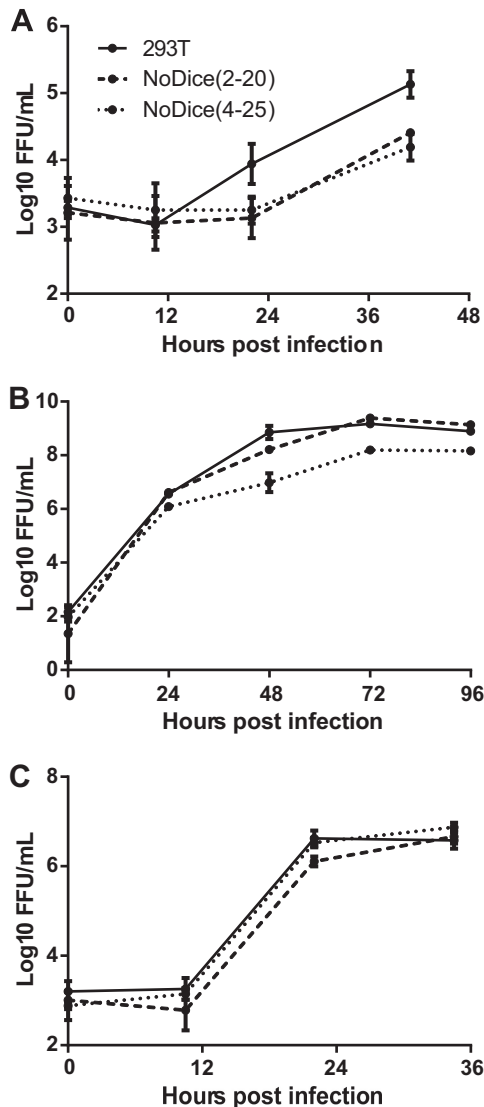 A
6
293T
NoDice(2-20)
NoDice(4-25)
5
4
3
2
Log10 FFU/mL
0 12 24 36 48
Hours post infection
B
10
8
6
4
2
0
Log10 FFU/mL
0 24 48 72 96
Hours post infection
C
8
6
4
2
Log10 FFU/mL
0 12 24 36
Hours post infection